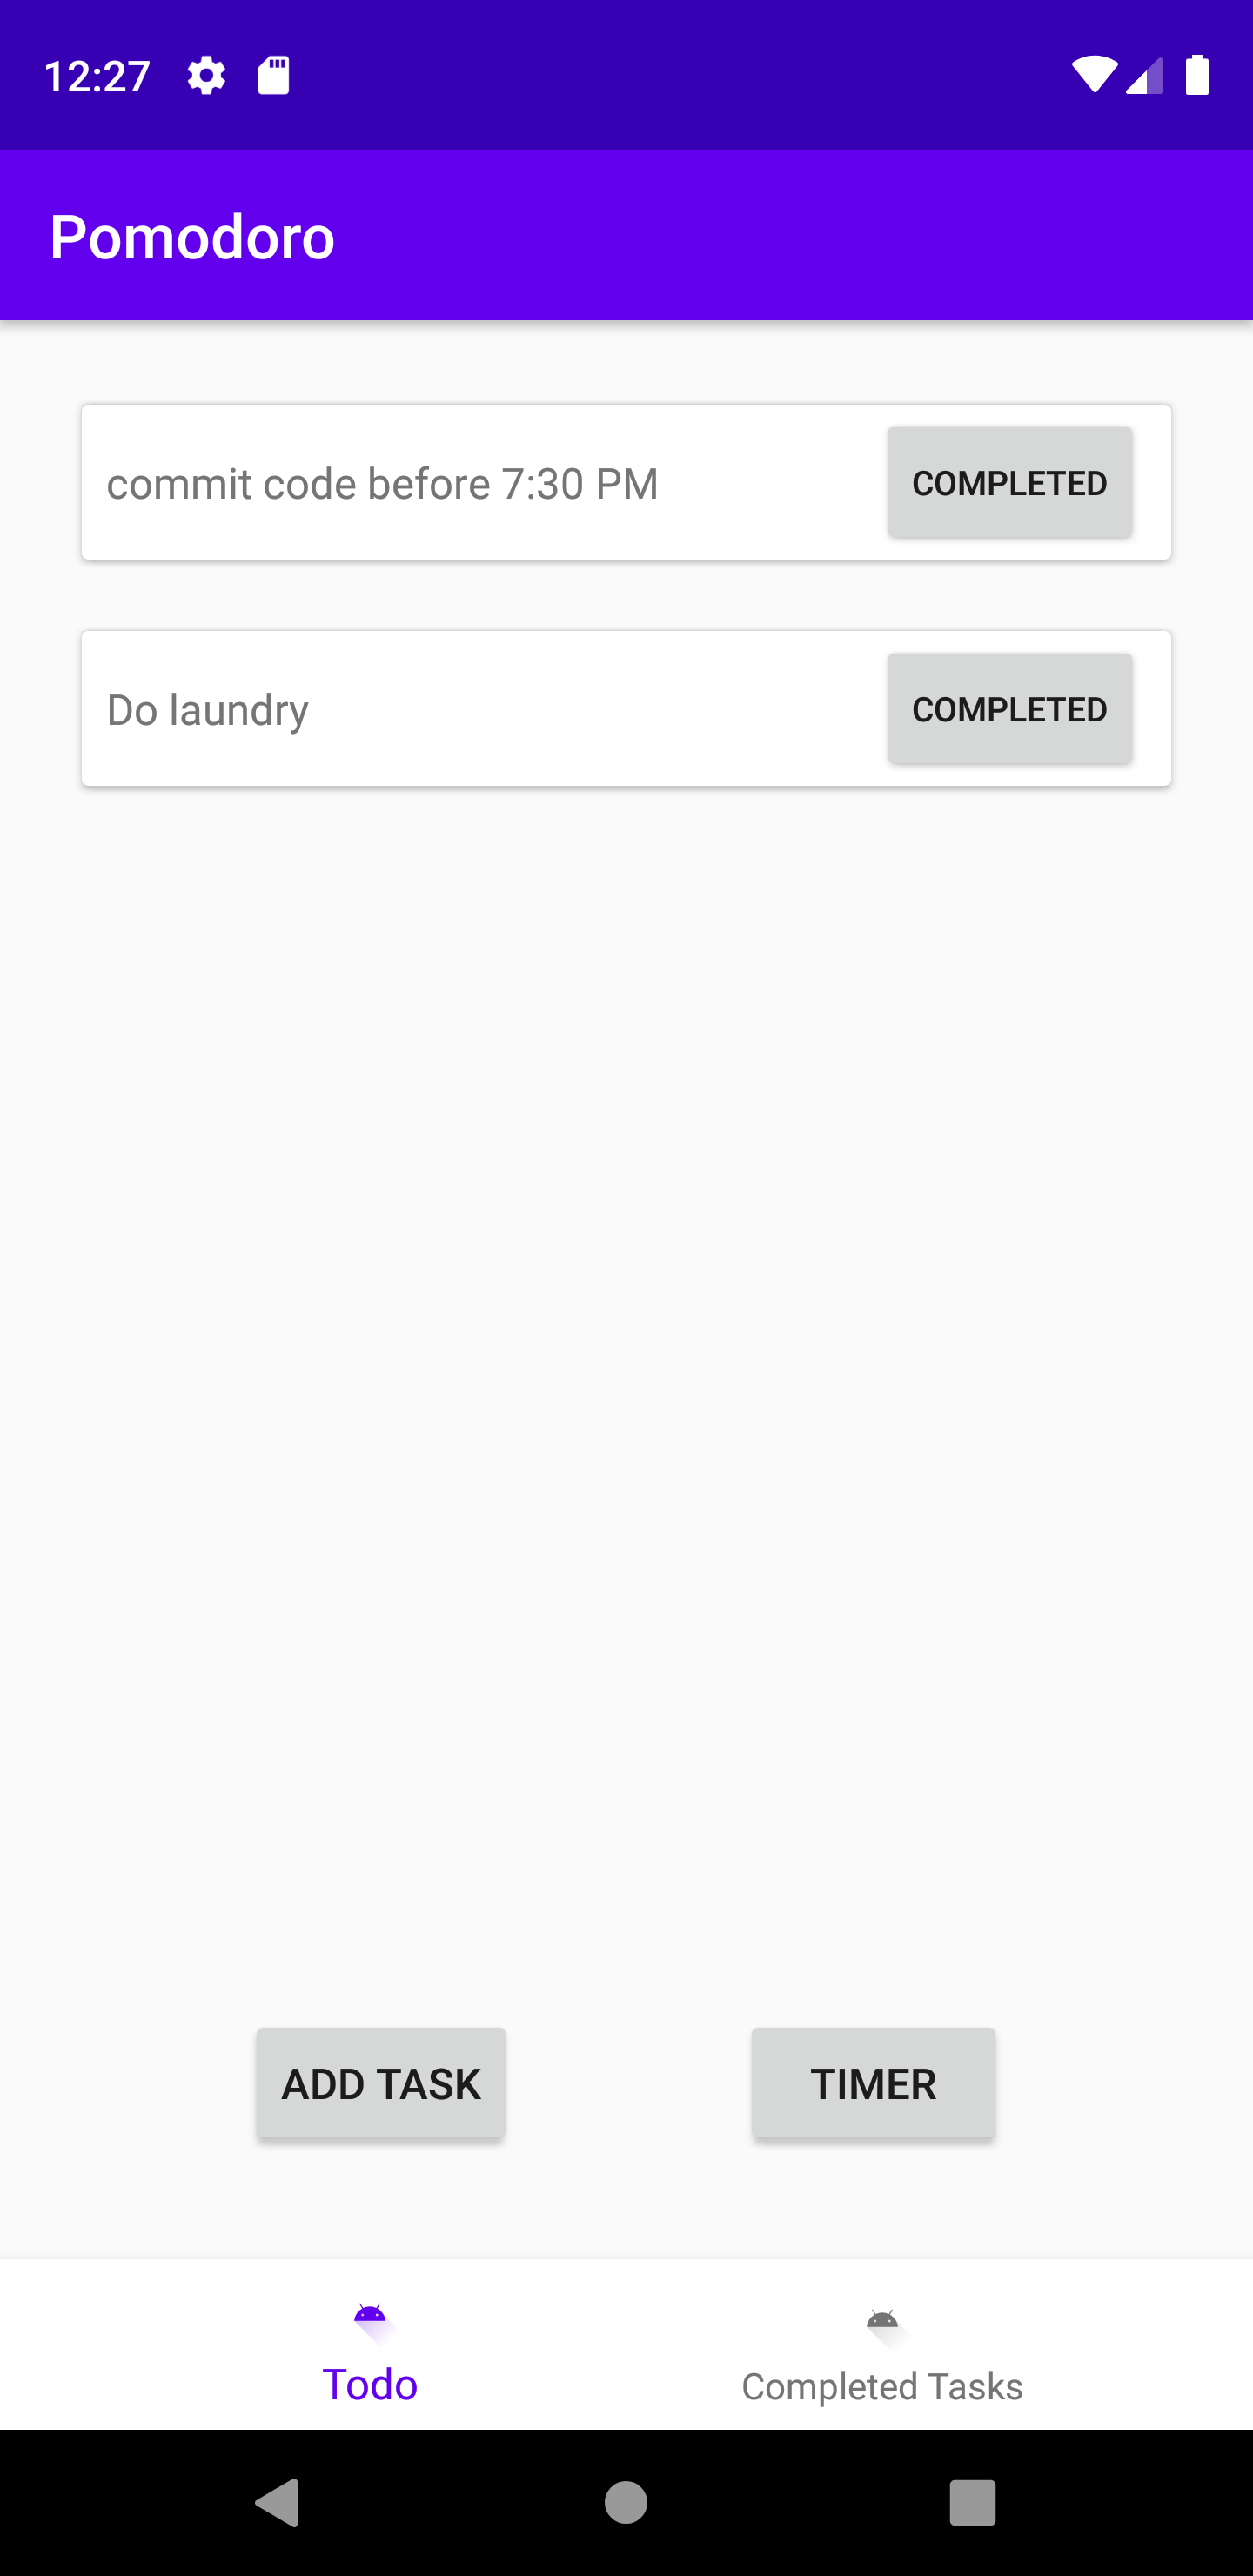 12:27
Pomodoro
commit code before 7:30 PM
COMPLETED
Do laundry
COMPLETED
ADD TASK
TIMER
Todo
Completed Tasks